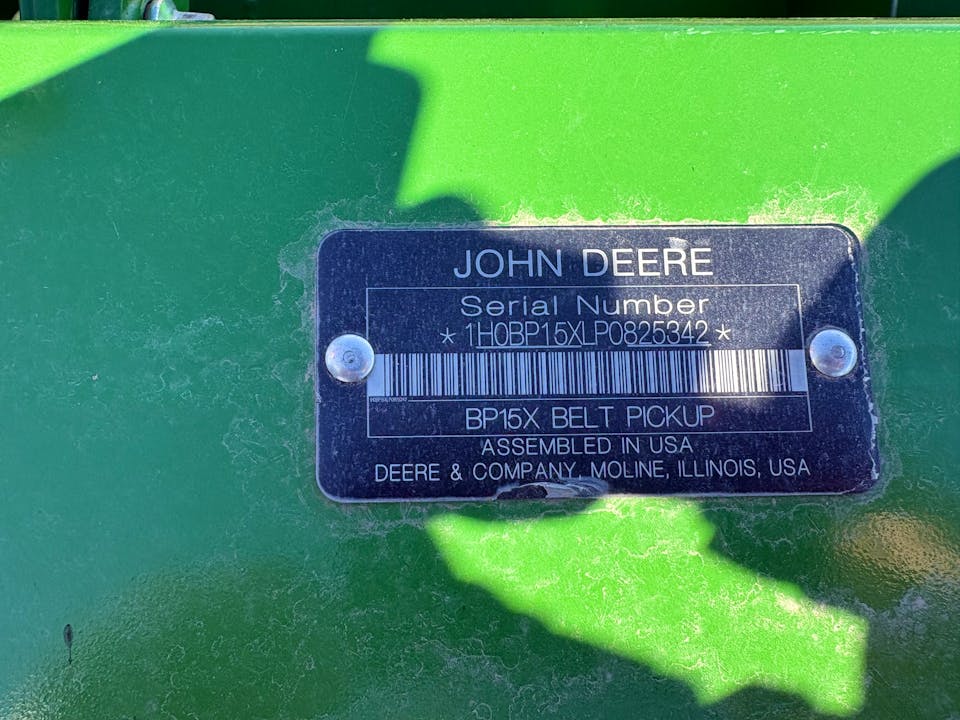 JOHN DEERE
Serial Number
*1H0BP15XLP0825342*
BP15X BELT PICKUP
ASSEMBLED IN USA
DEERE & COMPANY, MOLINE, ILLINOIS, USA